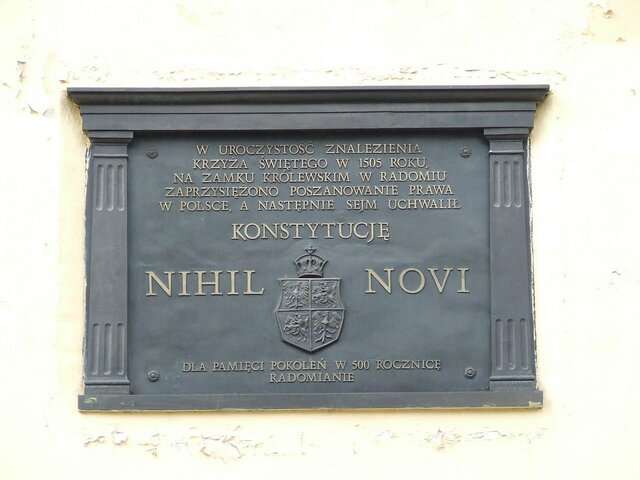 W UROCZYSTOŚĆ ZNALEZIENIA
KRZYŻA ŚWIĘTEGO W 1505 ROKU,
NA ZAMKU KRÓLEWSKIM W RADOMIU
ZAPRZYSIĘŻONO POSZANOWANIE PRAWA
W POLSCE, A NASTĘPNIE SEJM UCHWALIŁ
KONSTYTUCJĘ
NIHIL NOVI
DLA PAMIĘCI POKOLEŃ W 500 ROCZNICĘ
RADOMIANIE